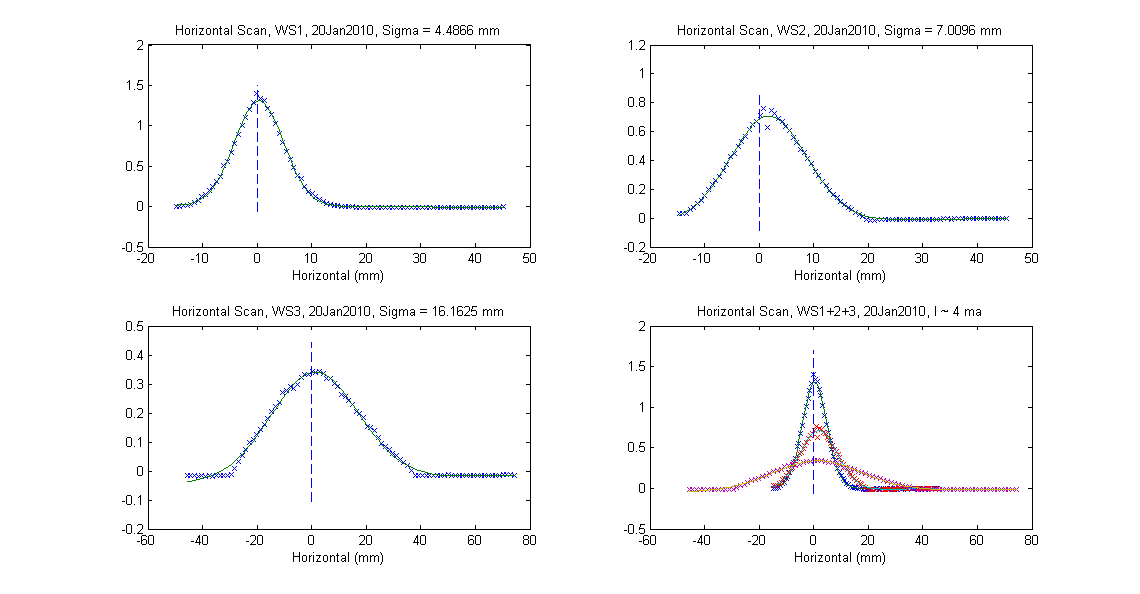 Horizontal Scan, WS1, 20Jan2010, Sigma = 4.4866 mm
2
1.5
1
0.5
0
-0.5
-20 -10 0 10 20 30 40 50
Horizontal (mm)
Horizontal Scan, WS2, 20Jan2010, Sigma = 7.0096 mm
1.2
1
0.8
0.6
0.4
0.2
0
-0.2
-20 -10 0 10 20 30 40 50
Horizontal (mm)
Horizontal Scan, WS3, 20Jan2010, Sigma = 16.1625 mm
0.5
0.4
0.3
0.2
0.1
0
-0.1
-0.2
-60 -40 -20 0 20 40 60 80
Horizontal (mm)
Horizontal Scan, WS1+2+3, 20Jan2010, I ~ 4 ma
2
1.5
1
0.5
0
-0.5
-60 -40 -20 0 20 40 60 80
Horizontal (mm)